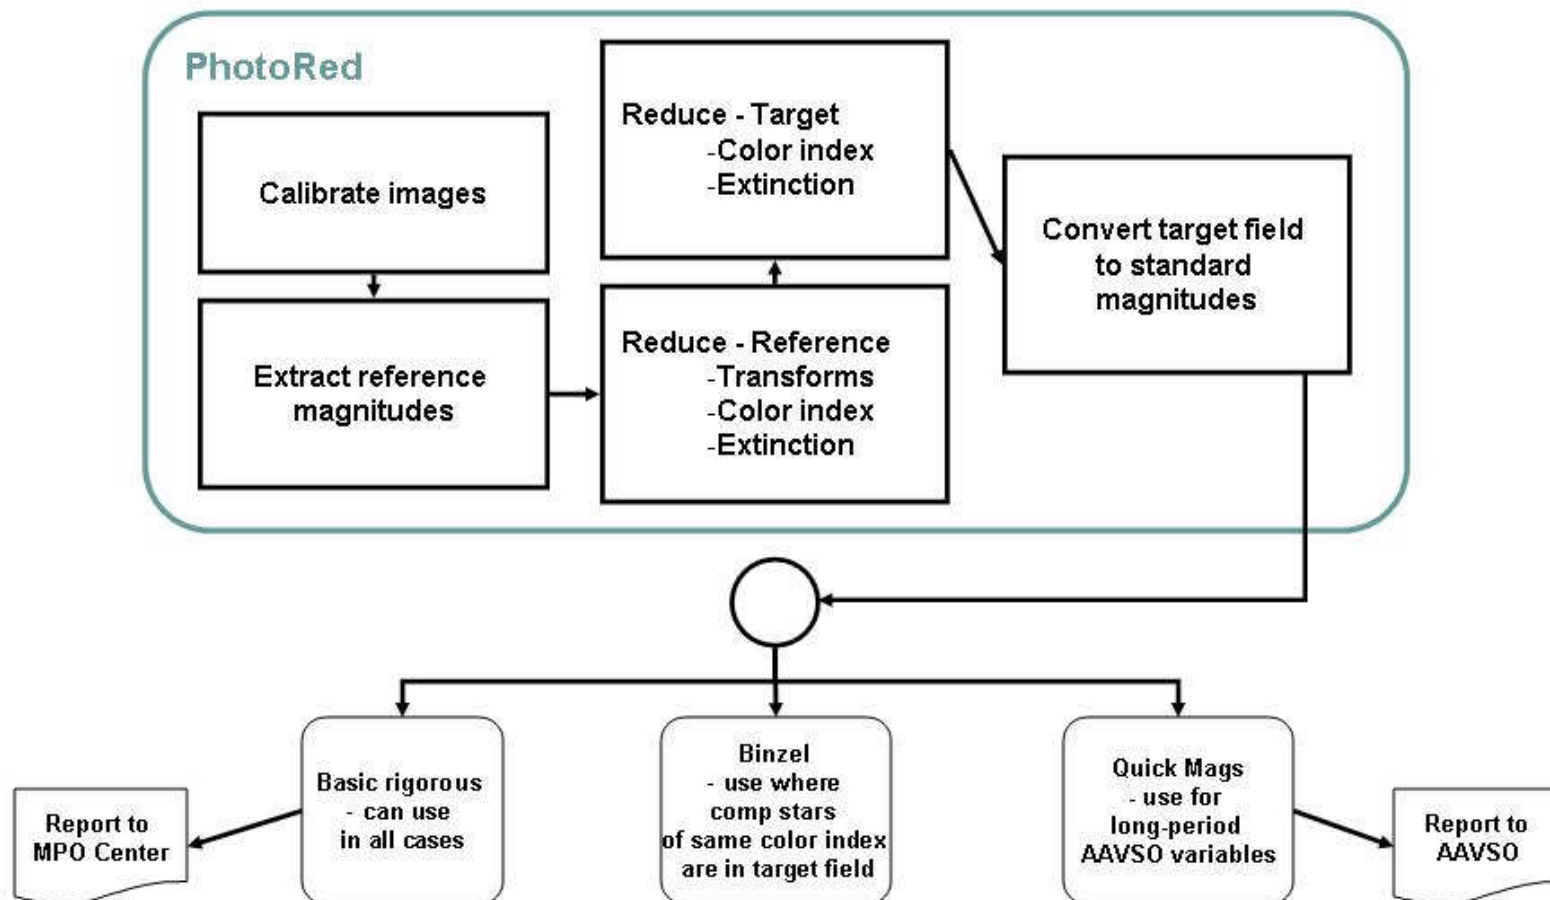 PhotoRed
Calibrate images
Extract reference
magnitudes
Reduce - Reference
-Transforms
-Color index
-Extinction
Reduce - Target
-Color index
-Extinction
Convert target field
to standard
magnitudes
Basic rigorous
- can use
in all cases
Report to
MPO Center
Binzel
- use where
comp stars
of same color index
are in target field
Quick Mags
- use for
long-period
AAVSO variables
Report to
AAVSO